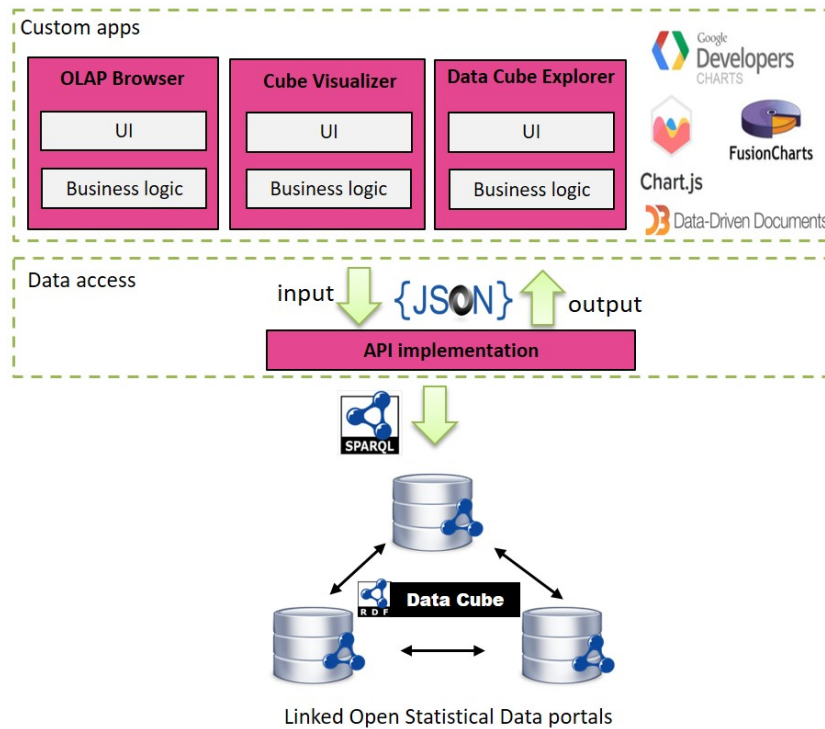 Custom apps
OLAP Browser
UI
Business logic
Cube Visualizer
UI
Business logic
Data Cube Explorer
UI
Business logic
Google
Developers
CHARTS
Chart.js
FusionCharts
D3 Data-Driven Documents
Data access
input
{JSON}
output
API implementation
SPARQL
RDF
Data Cube
Linked Open Statistical Data portals